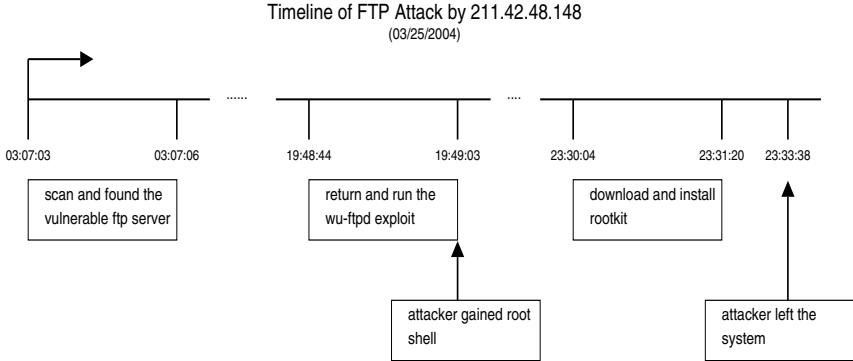 Timeline of FTP Attack by 211.42.48.148
(03/25/2004)
......
....
03:07:03
03:07:06
19:48:44
19:49:03
23:30:04
23:31:20
23:33:38
scan and found the
vulnerable ftp server
return and run the
wu-ftpd exploit
download and install
rootkit
attacker gained root
shell
attacker left the
system